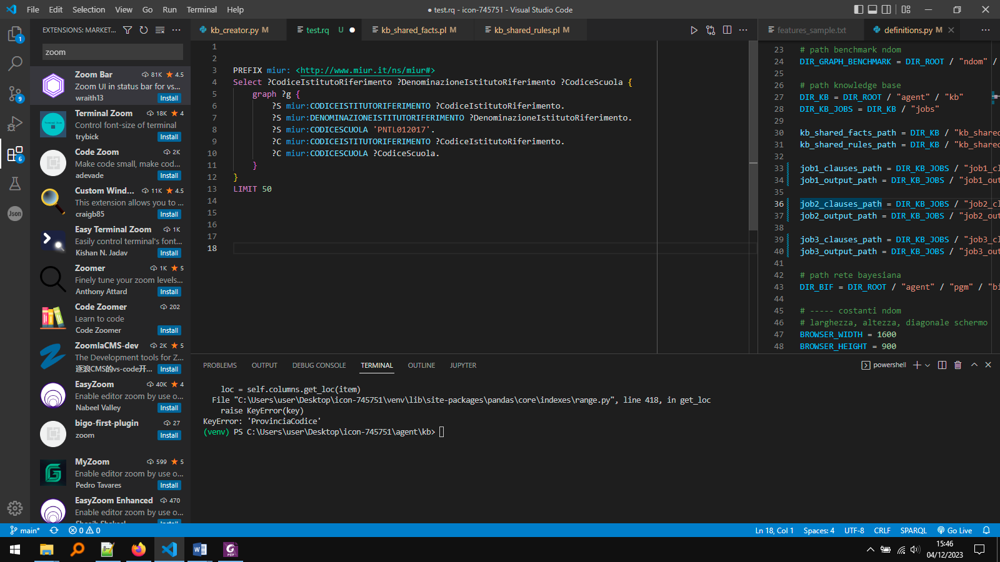 File Edit Selection View Go Run Terminal Help
● test.rq - icon-745751 - Visual Studio Code
EXTENSIONS: MARKET...
zoom
Zoom Bar 81K 4.5
Zoom UI in status bar for vs...
wraith13 Install
Terminal Zoom 18K 4
Control font-size of terminal
trybick Install
Code Zoom 2K
Make code small, make cod...
adevade Install
Custom Wind... 11K 4.5
This extension allows you to ...
craigb85 Install
Easy Terminal Zoom 1K
Easily control terminal's font...
Kishan N. Jadav Install
Zoomer 1K 5
Finely tune your zoom levels...
Anthony Attard Install
Code Zoomer 202
Learn to code
Code Zoomer Install
ZoomlaCMS-dev 2K 5
The Development tools for Z...
逐浪CMS的vs-code开... Install
EasyZoom 40K 4
Enable editor zoom by use o...
Nabeel Valley Install
bigo-first-plugin 27
zoom Install
MyZoom 599 5
Enable editor zoom by use o...
Pedro Tavares Install
EasyZoom Enhanced 470
Enable editor zoom by use o...
1
9
6
Json
kb_creator.py M test.rq U ● kb_shared_facts.pl M kb_shared_rules.pl M
1
2
3 PREFIX miur: <http://www.miur.it/ns/miur#>
4 Select ?CodiceIstitutoRiferimento ?DenominazioneIstitutoRiferimento ?CodiceScuola {
5 graph ?g {
6 ?S miur:CODICEISTITUTORIFERIMENTO ?CodiceIstitutoRiferimento.
7 ?S miur:DENOMINAZIONEISTITUTORIFERIMENTO ?DenominazioneIstitutoRiferimento.
8 ?S miur:CODICESCUOLA 'PNTL012017'.
9 ?C miur:CODICEISTITUTORIFERIMENTO ?CodiceIstitutoRiferimento.
10 ?C miur:CODICESCUOLA ?CodiceScuola.
11 }
12 }
13 LIMIT 50
14
15
16
17
18
features_sample.txt definitions.py M
23 # path benchmark ndom
24 DIR_GRAPH_BENCHMARK = DIR_ROOT / "ndom" /
25
26 # path knowledge base
27 DIR_KB = DIR_ROOT / "agent" / "kb"
28 DIR_KB_JOBS = DIR_KB / "jobs"
29
30 kb_shared_facts_path = DIR_KB / "kb_shared
31 kb_shared_rules_path = DIR_KB / "kb_shared
32
33 job1_clauses_path = DIR_KB_JOBS / "job1_cl
34 job1_output_path = DIR_KB_JOBS / "job1_out
35
36 job2_clauses_path = DIR_KB_JOBS / "job2_cl
37 job2_output_path = DIR_KB_JOBS / "job2_out
38
39 job3_clauses_path = DIR_KB_JOBS / "job3_cl
40 job3_output_path = DIR_KB_JOBS / "job3_out
41
42 # path rete bayesiana
43 DIR_BIF = DIR_ROOT / "agent" / "pgm" / "bi
44
45 # ----- costanti ndom
46 # larghezza, altezza, diagonale schermo
47 BROWSER_WIDTH = 1600
48 BROWSER_HEIGHT = 900
PROBLEMS OUTPUT DEBUG CONSOLE TERMINAL OUTLINE JUPYTER
powershell
loc = self.columns.get_loc(item)
File "C:\Users\user\Desktop\icon-745751\venv\lib\site-packages\pandas\core\indexes\range.py", line 418, in get_loc
raise KeyError(key)
KeyError: 'ProvinciaCodice'
(venv) PS C:\Users\user\Desktop\icon-745751\agent\kb>
main* 0 0
Ln 18, Col 1 Spaces: 4 UTF-8 CRLF SPARQL Go Live
15:46
04/12/2023